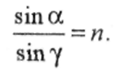 sin α / sin γ = n.